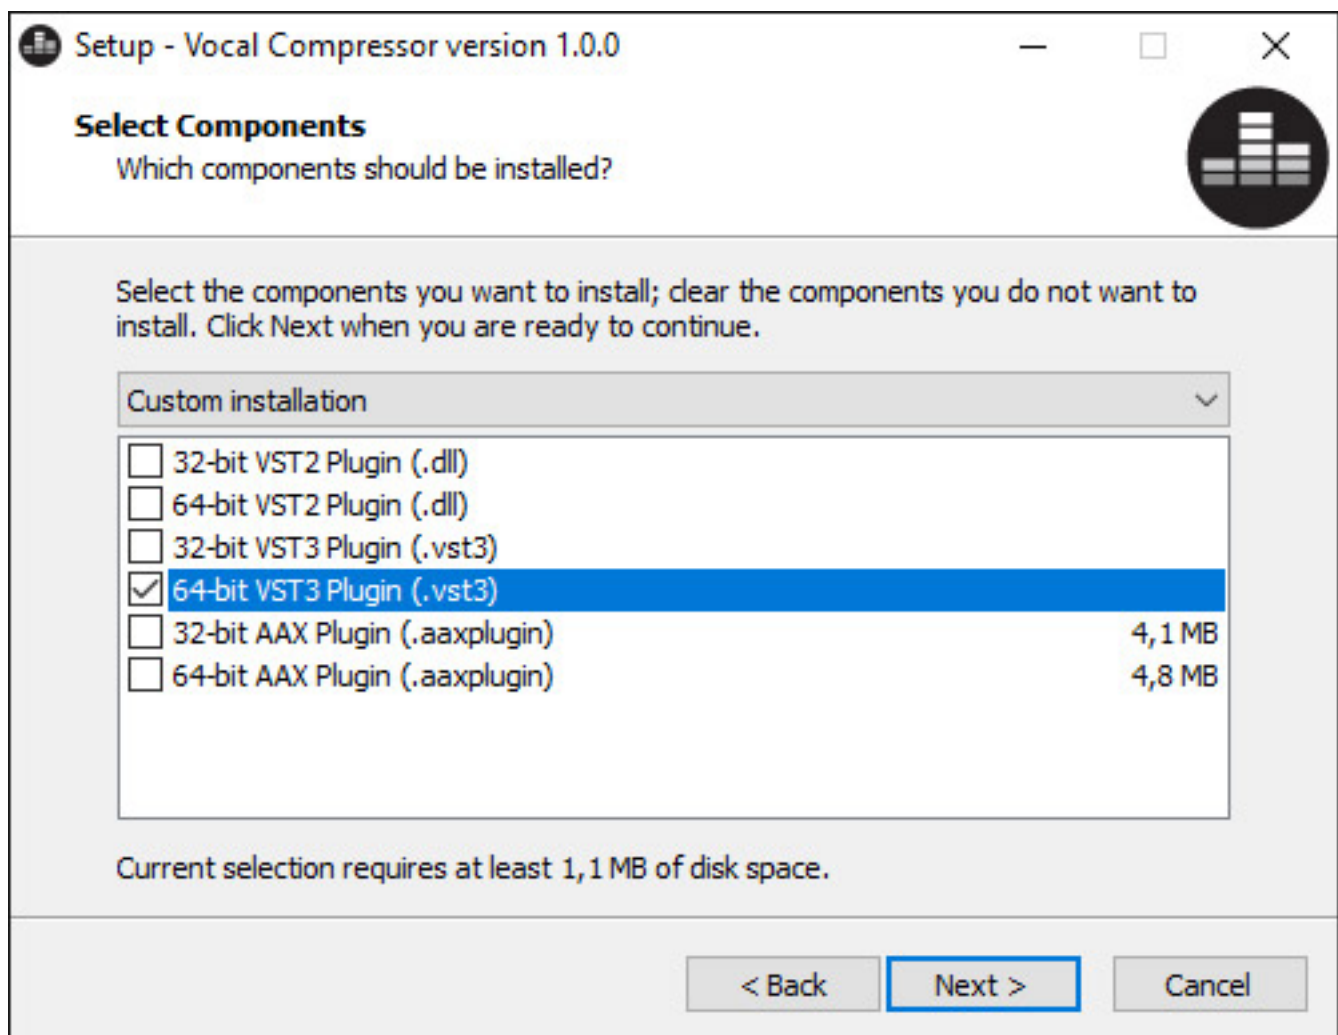 Setup - Vocal Compressor version 1.0.0
Select Components
Which components should be installed?
Select the components you want to install; clear the components you do not want to
install. Click Next when you are ready to continue.
Custom installation
32-bit VST2 Plugin (.dll)
64-bit VST2 Plugin (.dll)
32-bit VST3 Plugin (.vst3)
64-bit VST3 Plugin (.vst3)
32-bit AAX Plugin (.aaxplugin) 4,1 MB
64-bit AAX Plugin (.aaxplugin) 4,8 MB
Current selection requires at least 1,1 MB of disk space.
< Back Next > Cancel